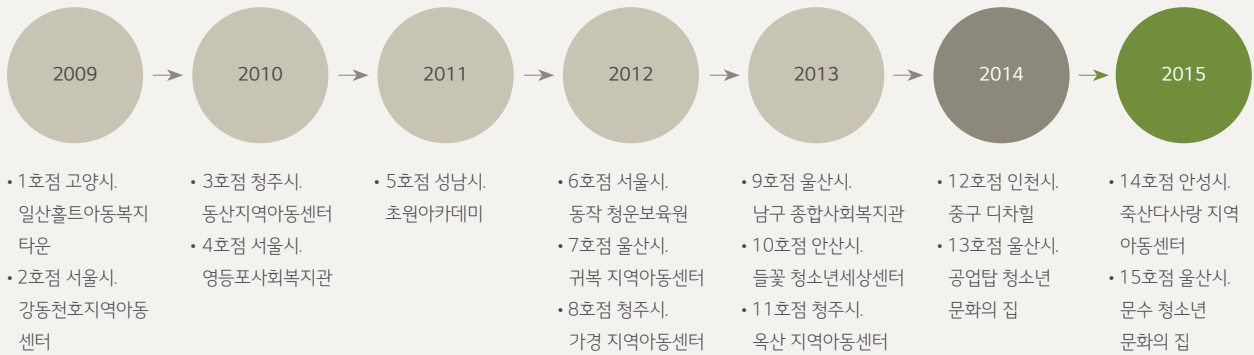 2009
2010
2011
2012
2013
2014
2015
• 1호점 고양시.
일산홀트아동복지
타운
• 2호점 서울시.
강동천호지역아동
센터
• 3호점 청주시.
동산지역아동센터
• 4호점 서울시.
영등포사회복지관
• 5호점 성남시.
초원아카데미
• 6호점 서울시.
동작 청운보육원
• 7호점 울산시.
귀복 지역아동센터
• 8호점 청주시.
가경 지역아동센터
• 9호점 울산시.
남구 종합사회복지관
• 10호점 안산시.
들꽃 청소년세상센터
• 11호점 청주시.
옥산 지역아동센터
• 12호점 인천시.
중구 디차힐
• 13호점 울산시.
공업탑 청소년
문화의 집
• 14호점 안성시.
죽산다사랑 지역
아동센터
• 15호점 울산시.
문수 청소년
문화의 집